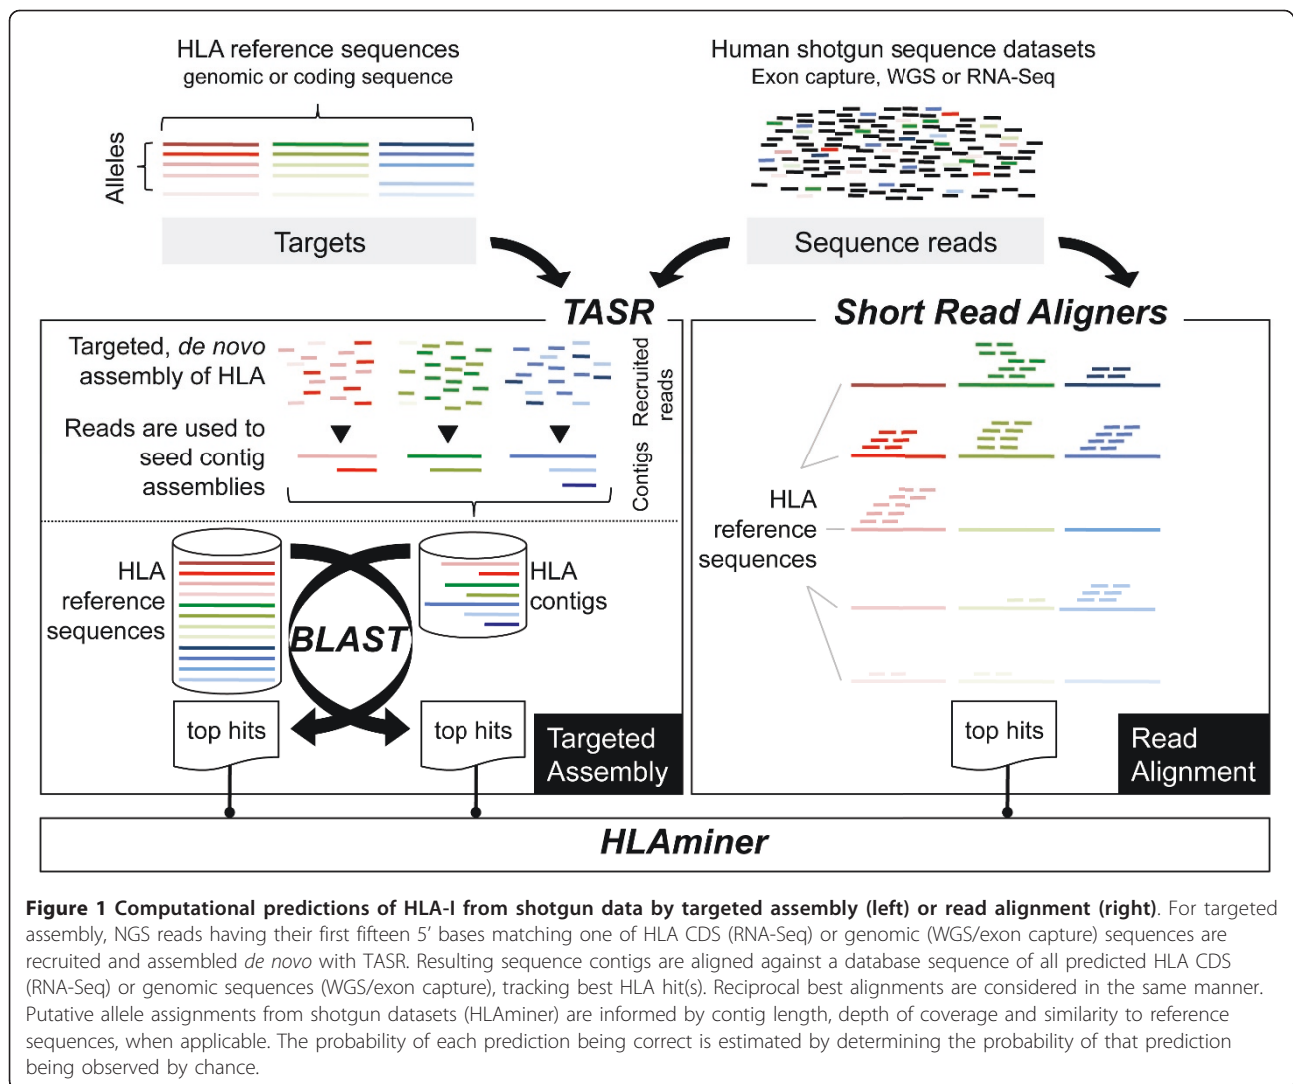 HLA reference sequences
genomic or coding sequence
Human shotgun sequence datasets
Exon capture, WGS or RNA-Seq
Alleles
Targets
Sequence reads
TASR
Targeted, de novo
assembly of HLA
Reads are used to
seed contig
assemblies
Recruited
reads
Contigs
HLA
reference
sequences
BLAST
HLA
contigs
top hits
top hits
Targeted
Assembly
Short Read Aligners
HLA
reference
sequences
top hits
Read
Alignment
HLAminer
Figure 1 Computational predictions of HLA-I from shotgun data by targeted assembly (left) or read alignment (right). For targeted
assembly, NGS reads having their first fifteen 5’ bases matching one of HLA CDS (RNA-Seq) or genomic (WGS/exon capture) sequences are
recruited and assembled de novo with TASR. Resulting sequence contigs are aligned against a database sequence of all predicted HLA CDS
(RNA-Seq) or genomic sequences (WGS/exon capture), tracking best HLA hit(s). Reciprocal best alignments are considered in the same manner.
Putative allele assignments from shotgun datasets (HLAminer) are informed by contig length, depth of coverage and similarity to reference
sequences, when applicable. The probability of each prediction being correct is estimated by determining the probability of that prediction
being observed by chance.